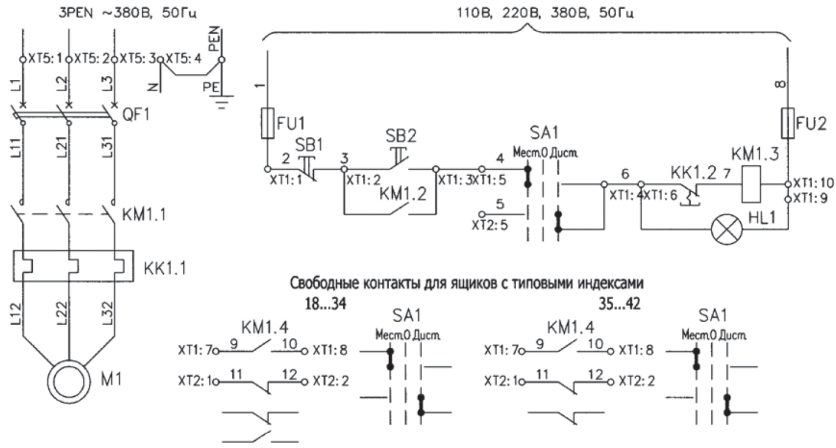 3PEN ~380В, 50Гц
110В, 220В, 380В, 50Гц
XT5: 1
XT5: 2
XT5: 3
XT5: 4
PEN
N
PE
L1
L2
L3
QF1
L11
L21
L31
KM1.1
KK1.1
L12
L22
L32
M1
1
8
FU1
FU2
2
SB1
3
SB2
4
SA1
Мест. О Дист.
5
6
KK1.2
7
KM1.3
XT1: 1
XT1: 2
KM1.2
XT1: 3
XT1: 5
XT2: 5
XT1: 4
XT1: 6
XT1: 10
XT1: 9
HL1
Свободные контакты для ящиков с типовыми индексами
18...34
35...42
KM1.4
SA1
Мест. О Дист.
XT1: 7
9
10
XT1: 8
XT2: 1
11
12
XT2: 2
KM1.4
SA1
Мест. О Дист.
XT1: 7
9
10
XT1: 8
XT2: 1
11
12
XT2: 2